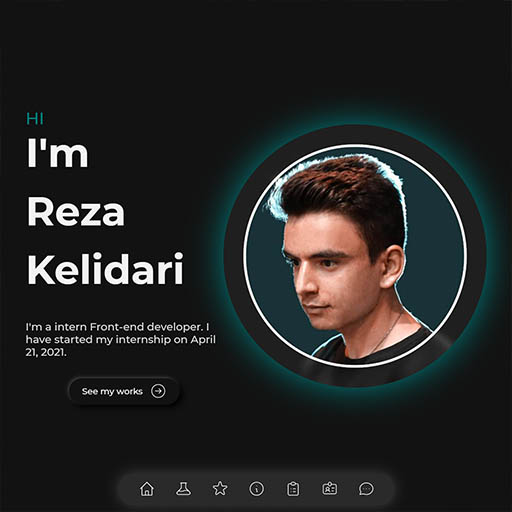 HI
I'm
Reza
Kelidari
I'm a intern Front-end developer. I
have started my internship on April
21, 2021.
See my works